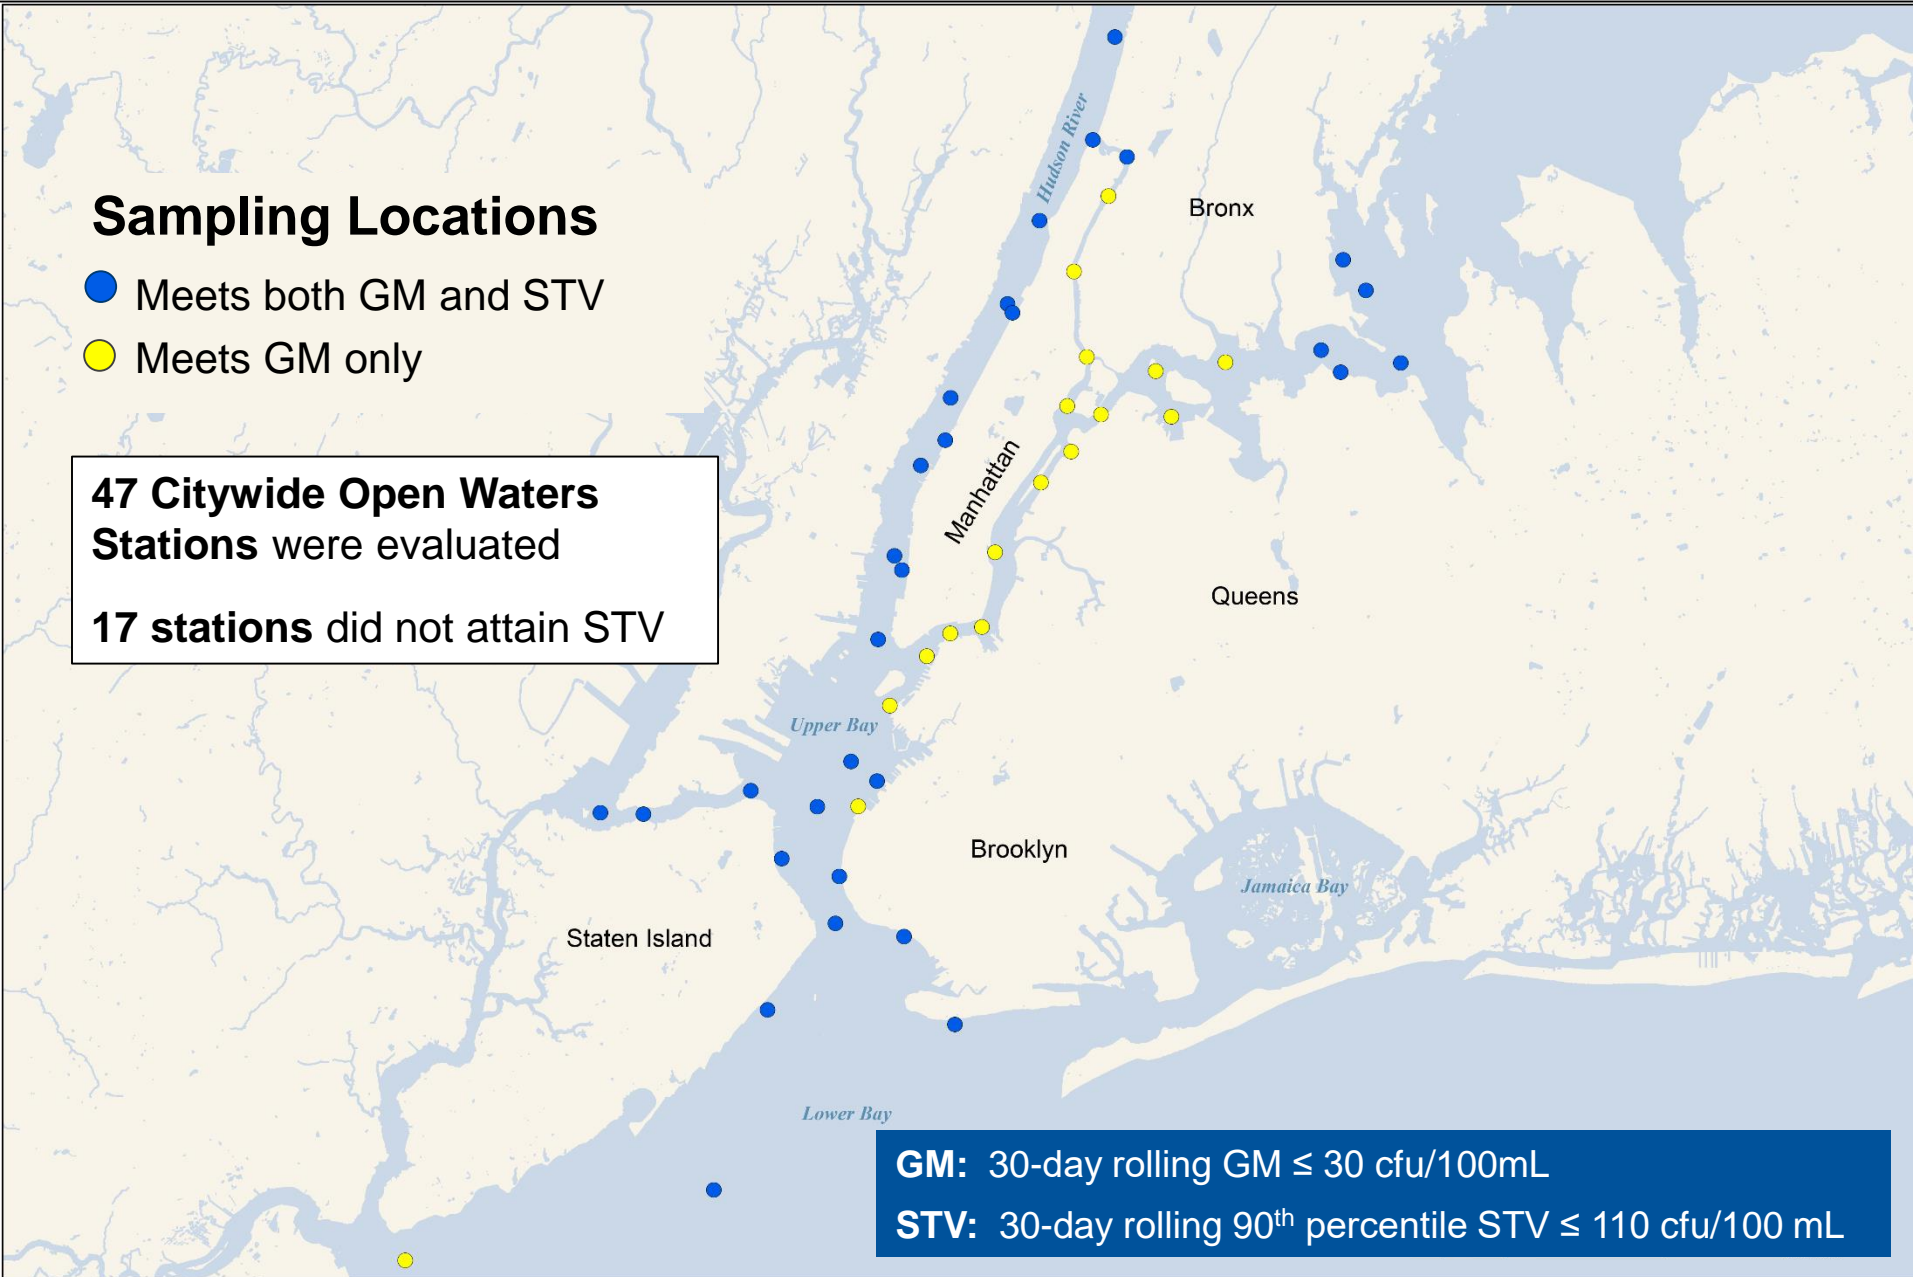 Sampling Locations
Meets both GM and STV
Meets GM only
47 Citywide Open Waters
Stations were evaluated
17 stations did not attain STV
Hudson River
Bronx
Manhattan
Queens
Upper Bay
Brooklyn
Jamaica Bay
Staten Island
Lower Bay
GM: 30-day rolling GM ≤ 30 cfu/100mL
STV: 30-day rolling 90th percentile STV ≤ 110 cfu/100 mL